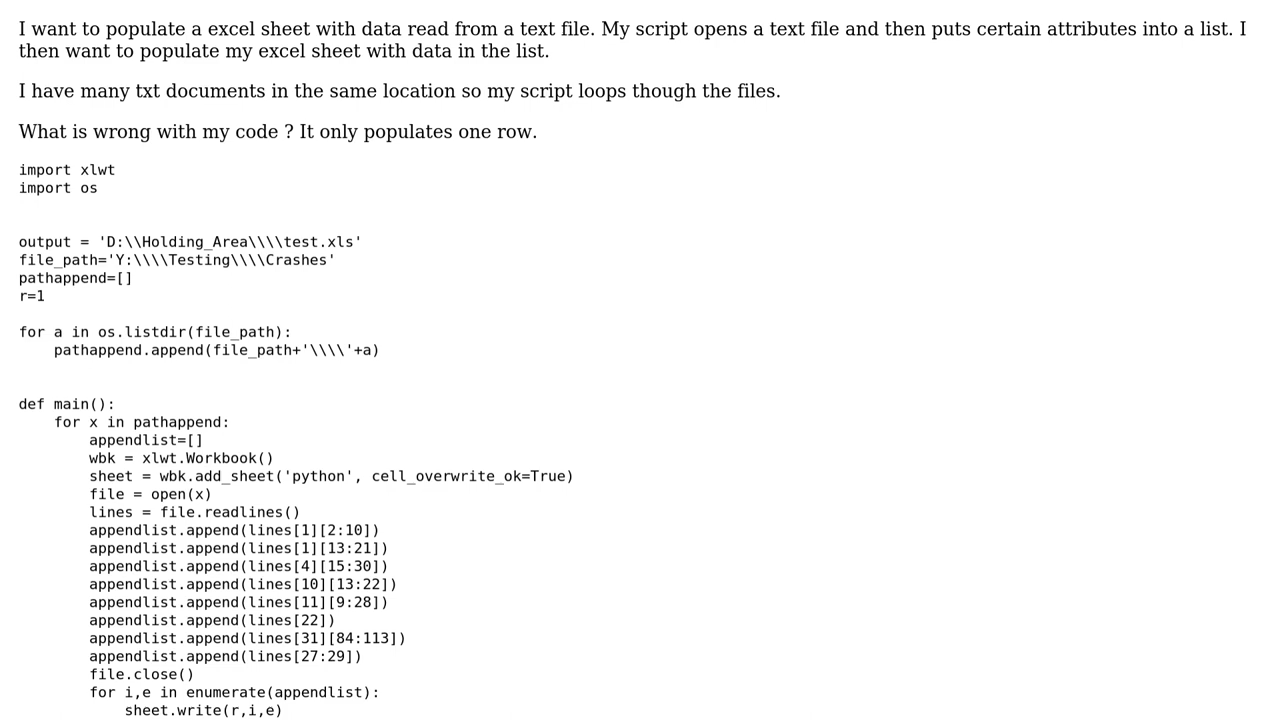 I want to populate a excel sheet with data read from a text file. My script opens a text file and then puts certain attributes into a list. I
then want to populate my excel sheet with data in the list.
I have many txt documents in the same location so my script loops though the files.
What is wrong with my code ? It only populates one row.
import xlwt
import os
output = 'D:\\Holding_Area\\\\test.xls'
file_path='Y:\\\\Testing\\\\Crashes'
pathappend=[]
r=1
for a in os.listdir(file_path):
    pathappend.append(file_path+'\\\\'+a)
def main():
    for x in pathappend:
        appendlist=[]
        wbk = xlwt.Workbook()
        sheet = wbk.add_sheet('python', cell_overwrite_ok=True)
        file = open(x)
        lines = file.readlines()
        appendlist.append(lines[1][2:10])
        appendlist.append(lines[1][13:21])
        appendlist.append(lines[4][15:30])
        appendlist.append(lines[10][13:22])
        appendlist.append(lines[11][9:28])
        appendlist.append(lines[22])
        appendlist.append(lines[31][84:113])
        appendlist.append(lines[27:29])
        file.close()
        for i,e in enumerate(appendlist):
            sheet.write(r,i,e)